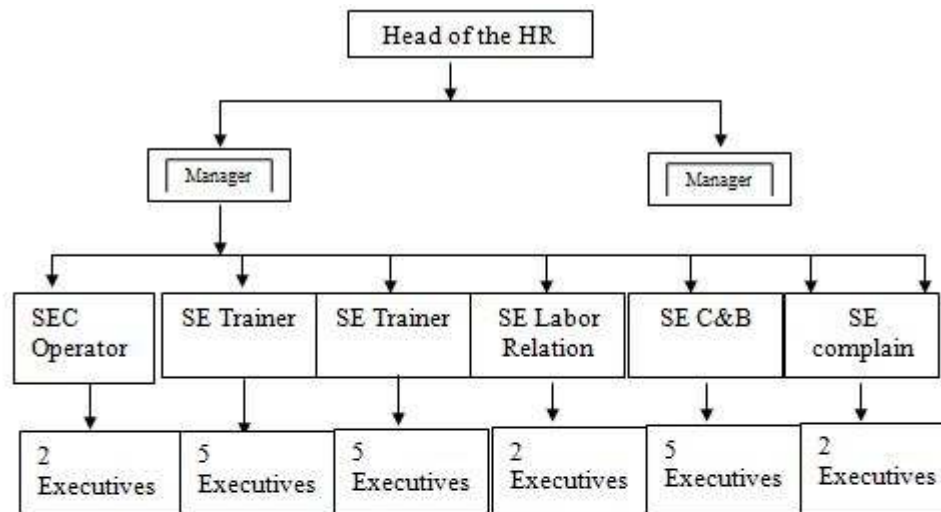 Head of the HR
Manager
Manager
SEC
Operator
SE Trainer
SE Trainer
SE Labor
Relation
SE C&B
SE
complain
2
Executives
5
Executives
5
Executives
2
Executives
5
Executives
2
Executives